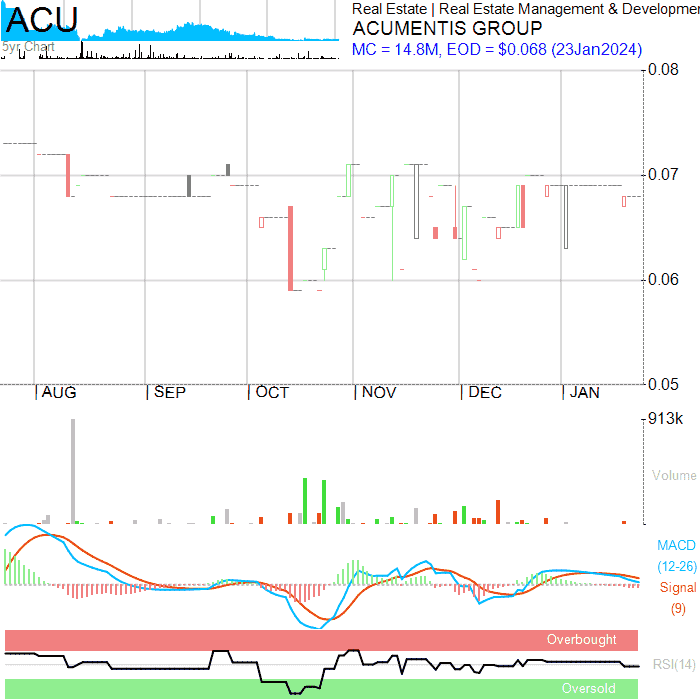 ACU
5yr Chart
Real Estate | Real Estate Management & Developmen
ACUMENTIS GROUP
MC = 14.8M, EOD = $0.068 (23Jan2024)
0.08
0.07
0.06
0.05
|AUG |SEP |OCT |NOV |DEC |JAN
913k
Volume
MACD
(12-26)
Signal
(9)
Overbought
RSI(14)
Oversold